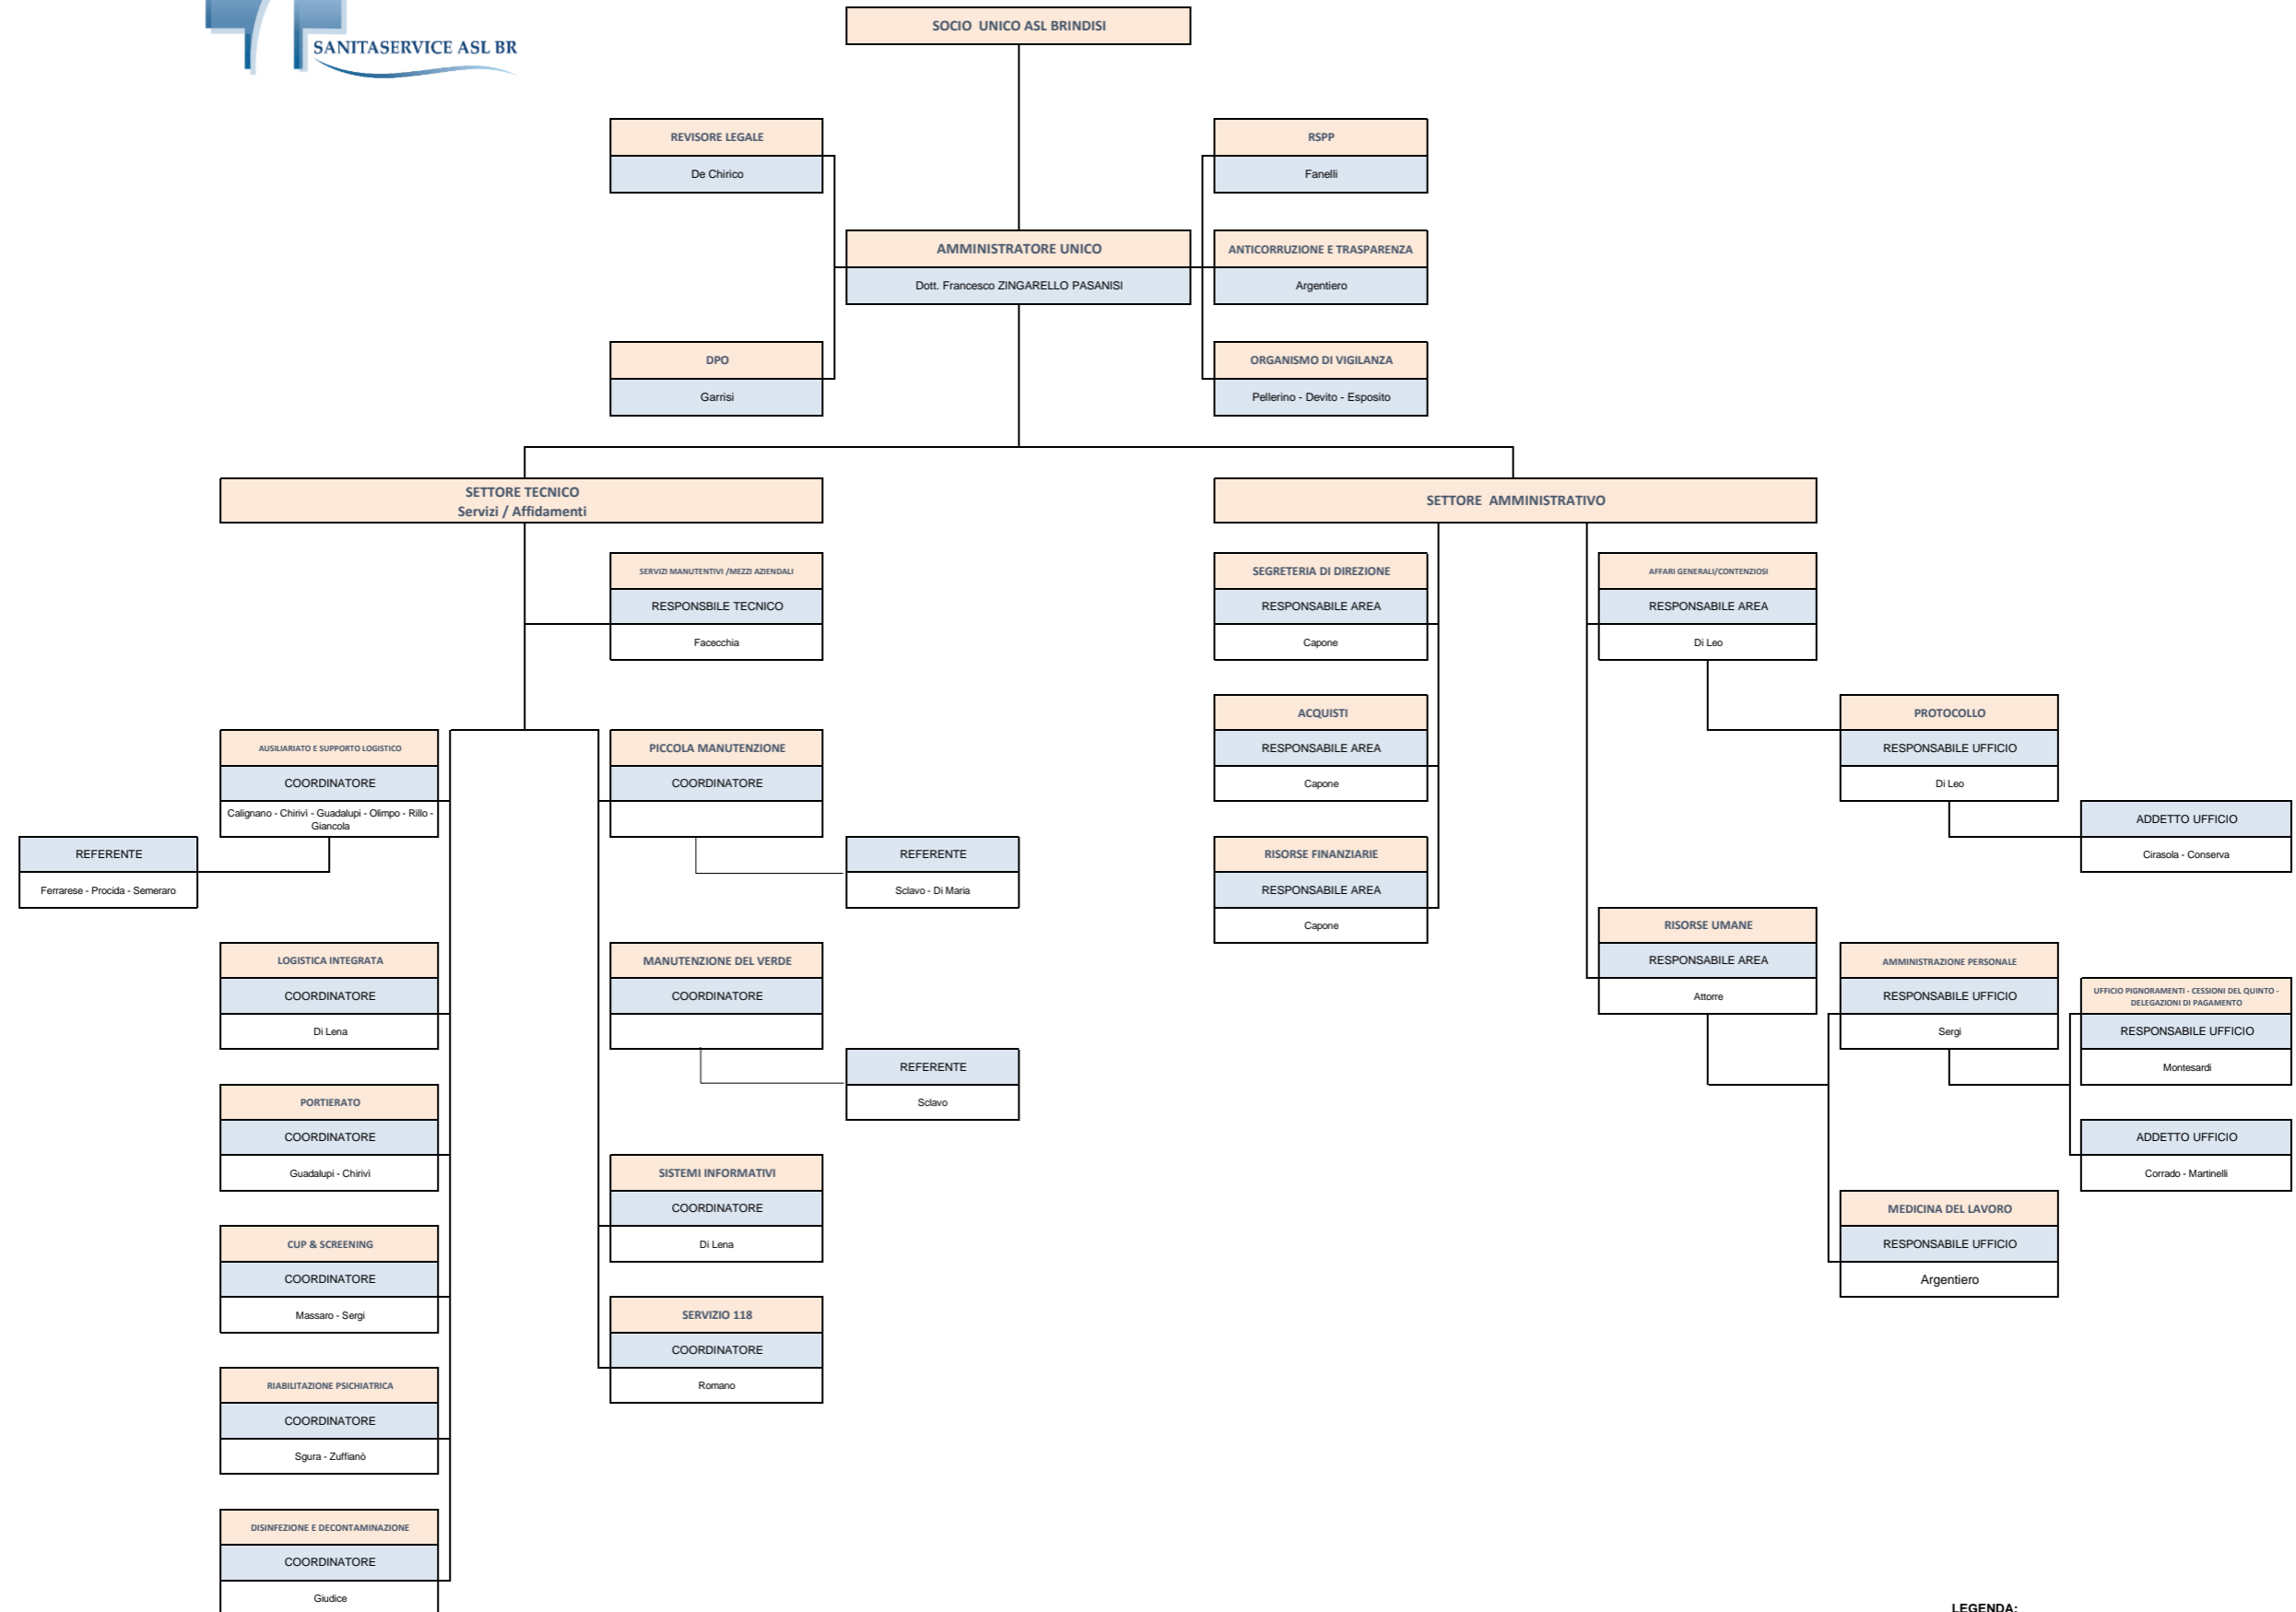 SANITASERVICE ASL BR
SOCIO UNICO ASL BRINDISI
REVISORE LEGALE
De Chirico
RSPP
Fanelli
AMMINISTRATORE UNICO
Dott. Francesco ZINGARELLO PASANISI
ANTICORRUZIONE E TRASPARENZA
Argentiero
DPO
Garrisi
ORGANISMO DI VIGILANZA
Pellerino - Devito - Esposito
SETTORE TECNICO
Servizi / Affidamenti
SETTORE AMMINISTRATIVO
SERVIZI MANUTENTIVI /MEZZI AZIENDALI
RESPONSBILE TECNICO
Facecchia
SEGRETERIA DI DIREZIONE
RESPONSABILE AREA
Capone
AFFARI GENERALI/CONTENZIOSI
RESPONSABILE AREA
Di Leo
ACQUISTI
RESPONSABILE AREA
Capone
PROTOCOLLO
RESPONSABILE UFFICIO
Di Leo
ADDETTO UFFICIO
Cirasola - Conserva
AUSILIARIATO E SUPPORTO LOGISTICO
COORDINATORE
Calignano - Chirivì - Guadalupi - Olimpo - Rillo -
Giancola
REFERENTE
Ferrarese - Procida - Semeraro
PICCOLA MANUTENZIONE
COORDINATORE
REFERENTE
Sclavo - Di Maria
RISORSE FINANZIARIE
RESPONSABILE AREA
Capone
RISORSE UMANE
RESPONSABILE AREA
Attorre
LOGISTICA INTEGRATA
COORDINATORE
Di Lena
MANUTENZIONE DEL VERDE
COORDINATORE
REFERENTE
Sclavo
AMMINISTRAZIONE PERSONALE
RESPONSABILE UFFICIO
Sergi
UFFICIO PIGNORAMENTI - CESSIONI DEL QUINTO -
DELEGAZIONI DI PAGAMENTO
RESPONSABILE UFFICIO
Montesardi
ADDETTO UFFICIO
Corrado - Martinelli
PORTIERATO
COORDINATORE
Guadalupi - Chirivì
SISTEMI INFORMATIVI
COORDINATORE
Di Lena
MEDICINA DEL LAVORO
RESPONSABILE UFFICIO
Argentiero
CUP & SCREENING
COORDINATORE
Massaro - Sergi
SERVIZIO 118
COORDINATORE
Romano
RIABILITAZIONE PSICHIATRICA
COORDINATORE
Sgura - Zuffianò
DISINFEZIONE E DECONTAMINAZIONE
COORDINATORE
Giudice
LEGENDA: